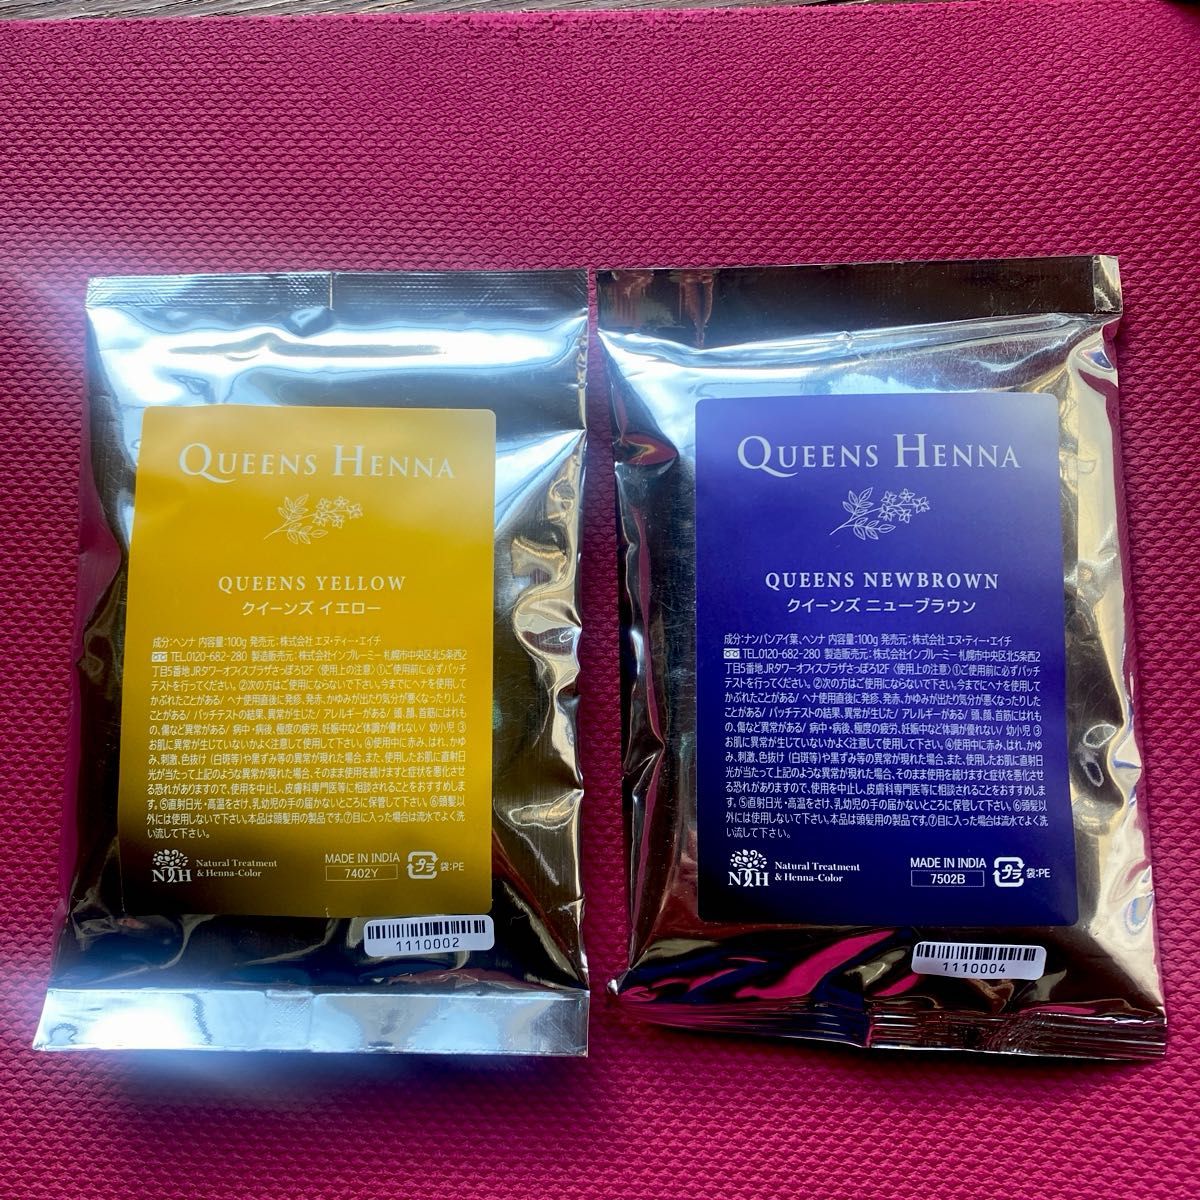 QUEENS HENNA
QUEENS YELLOW
クイーンズ イエロー
成分:ヘンナ 内容量:100g 発売元:株式会社 エヌ・ティー・エイチ
TEL.0120-682-280 製造販売元:株式会社インプルーミー 札幌市中央区北5条西2
丁目5番地 JRタワーオフィスプラザさっぽろ12F 〈使用上の注意〉①ご使用前に必ずパッチ
テストを行ってください。②次の方はご使用にならないで下さい。今までにヘナを使用して
かぶれたことがある/ ヘナ使用直後に発疹、発赤、かゆみが出たり気分が悪くなったりした
ことがある/ パッチテストの結果、異常が生じた/ アレルギーがある/ 頭、顔、首筋にはれも
の、傷など異常がある/ 病中・病後、極度の疲労、妊娠中など体調が優れない/ 幼小児 ③
お肌に異常が生じていないかよく注意して使用して下さい。④使用中に赤み、はれ、かゆ
み、刺激、色抜け (白斑等)や黒ずみ等の異常が現れた場合、また、使用したお肌に直射日
光が当たって上記のような異常が現れた場合、そのまま使用を続けますと症状を悪化させ
る恐れがありますので、使用を中止し、皮膚科専門医等に相談されることをおすすめしま
す。⑤直射日光・高温をさけ、乳幼児の手の届かないところに保管して下さい。⑥頭髪以
外には使用しないで下さい。本品は頭髪用の製品です。⑦目に入った場合は流水でよく洗
い流して下さい。
NTH Natural Treatment
& Henna-Color
MADE IN INDIA
7402Y
プラ 袋:PE
1110002
QUEENS HENNA
QUEENS NEWBROWN
クイーンズ ニューブラウン
成分:ナンバンアイ葉、ヘンナ 内容量:100g 発売元:株式会社 エヌ・ティー・エイチ
TEL.0120-682-280 製造販売元:株式会社インプルーミー 札幌市中央区北5条西2
丁目5番地 JRタワーオフィスプラザさっぽろ12F 〈使用上の注意〉①ご使用前に必ずパッチ
テストを行ってください。②次の方はご使用にならないで下さい。今までにヘナを使用して
かぶれたことがある/ ヘナ使用直後に発疹、発赤、かゆみが出たり気分が悪くなったりした
ことがある/ パッチテストの結果、異常が生じた/ アレルギーがある/ 頭、顔、首筋にはれも
の、傷など異常がある/ 病中・病後、極度の疲労、妊娠中など体調が優れない/ 幼小児 ③
お肌に異常が生じていないかよく注意して使用して下さい。④使用中に赤み、はれ、かゆ
み、刺激、色抜け (白斑等)や黒ずみ等の異常が現れた場合、また、使用したお肌に直射日
光が当たって上記のような異常が現れた場合、そのまま使用を続けますと症状を悪化させ
る恐れがありますので、使用を中止し、皮膚科専門医等に相談されることをおすすめしま
す。⑤直射日光・高温をさけ、乳幼児の手の届かないところに保管して下さい。⑥頭髪以
外には使用しないで下さい。本品は頭髪用の製品です。⑦目に入った場合は流水でよく洗
い流して下さい。
NTH Natural Treatment
& Henna-Color
MADE IN INDIA
7502B
プラ 袋:PE
1110004